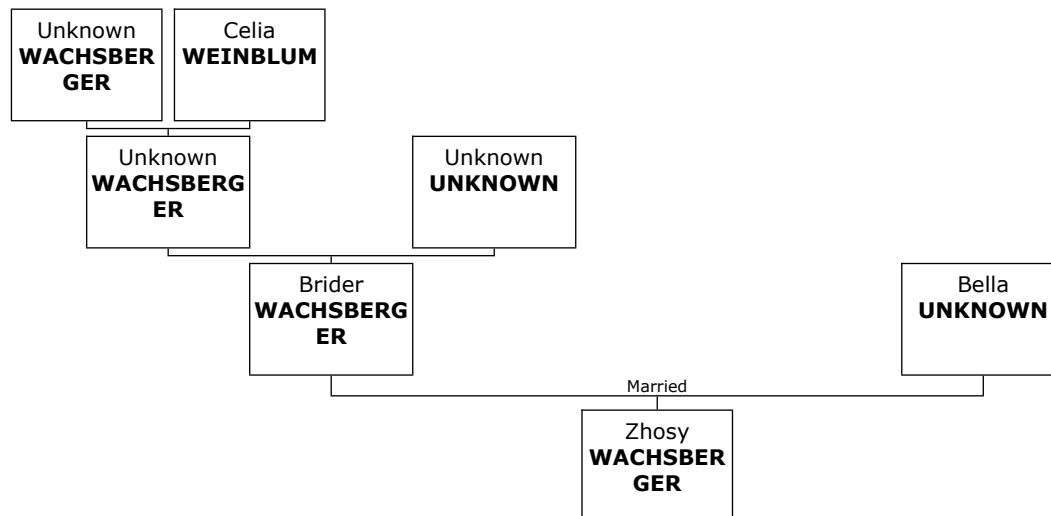 Unknown
WACHSBER
GER
Celia
WEINBLUM
Unknown
WACHSBERG
ER
Unknown
UNKNOWN
Brider
WACHSBERG
ER
Bella
UNKNOWN
Married
Zhosy
WACHSBER
GER